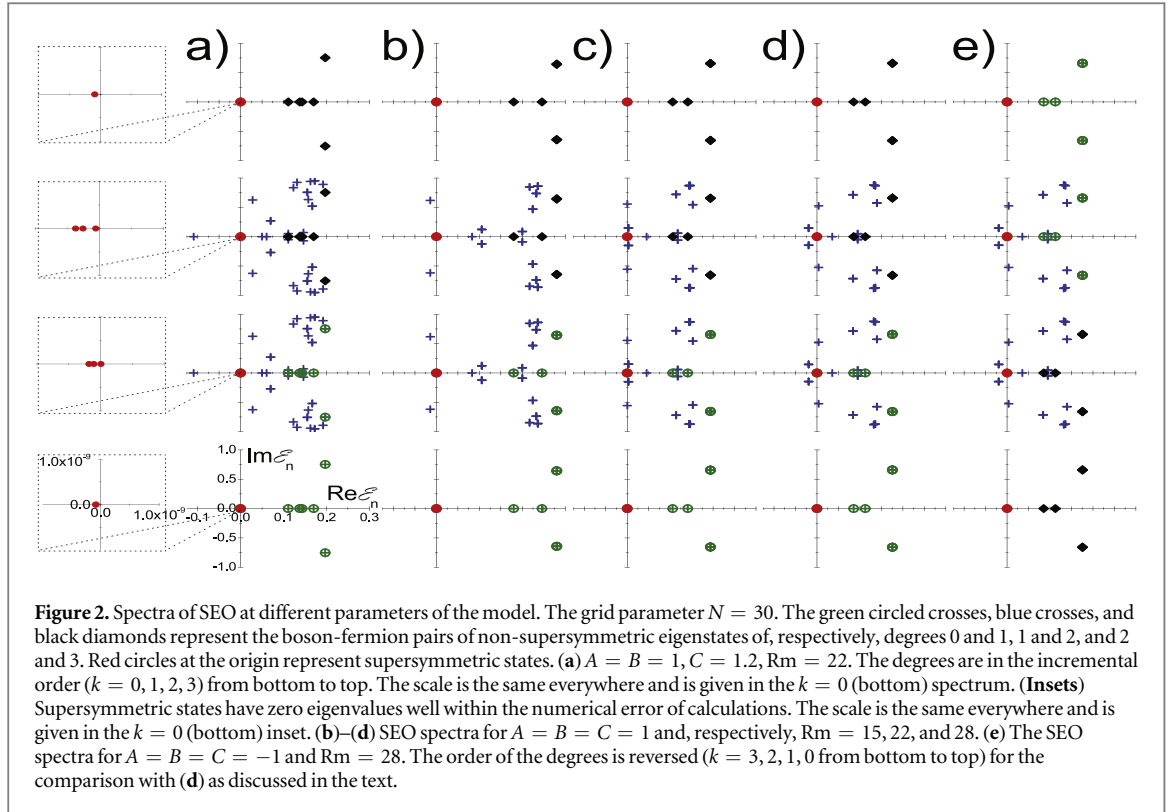 a) b) c) d) e)
1.0
Im ℰn
0.5
Re ℰn
0.0
-0.1 0.0 0.1 0.2 0.3
-0.5
-1.0
1.0x10⁻⁹
0.0
0.0 1.0x10⁻⁹
Figure 2. Spectra of SEO at different parameters of the model. The grid parameter N = 30. The green circled crosses, blue crosses, and
black diamonds represent the boson-fermion pairs of non-supersymmetric eigenstates of, respectively, degrees 0 and 1, 1 and 2, and 2
and 3. Red circles at the origin represent supersymmetric states. (a) A = B = 1, C = 1.2, Rm = 22. The degrees are in the incremental
order (k = 0, 1, 2, 3) from bottom to top. The scale is the same everywhere and is given in the k = 0 (bottom) spectrum. (Insets)
Supersymmetric states have zero eigenvalues well within the numerical error of calculations. The scale is the same everywhere and is
given in the k = 0 (bottom) inset. (b)–(d) SEO spectra for A = B = C = 1 and, respectively, Rm = 15, 22, and 28. (e) The SEO
spectra for A = B = C = −1 and Rm = 28. The order of the degrees is reversed (k = 3, 2, 1, 0 from bottom to top) for the
comparison with (d) as discussed in the text.